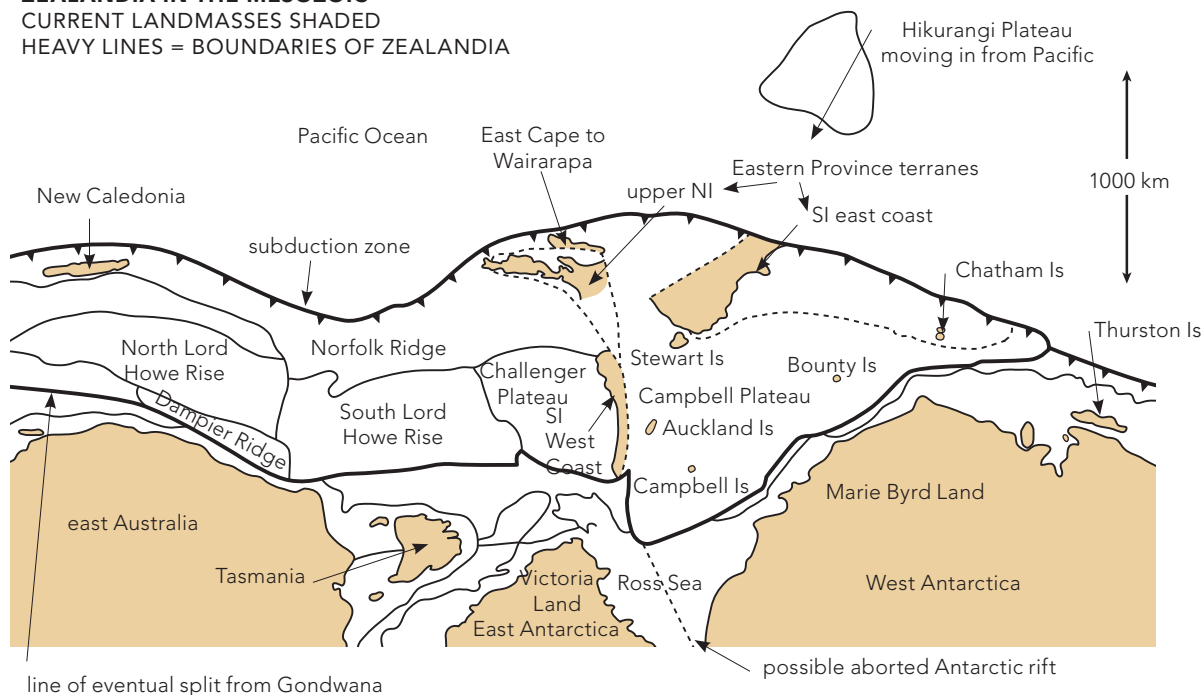 CURRENT LANDMASSES SHADED
HEAVY LINES = BOUNDARIES OF ZEALANDIA
Hikurangi Plateau
moving in from Pacific
Pacific Ocean
East Cape to
Wairarapa
Eastern Province terranes
1000 km
New Caledonia
upper NI
SI east coast
subduction zone
Chatham Is
Thurston Is
North Lord
Howe Rise
Norfolk Ridge
Challenger
Plateau
Stewart Is
Bounty Is
Dampier Ridge
South Lord
Howe Rise
SI
West
Coast
Campbell Plateau
Auckland Is
Campbell Is
Marie Byrd Land
east Australia
Tasmania
Victoria
Land
East Antarctica
Ross Sea
West Antarctica
possible aborted Antarctic rift
line of eventual split from Gondwana